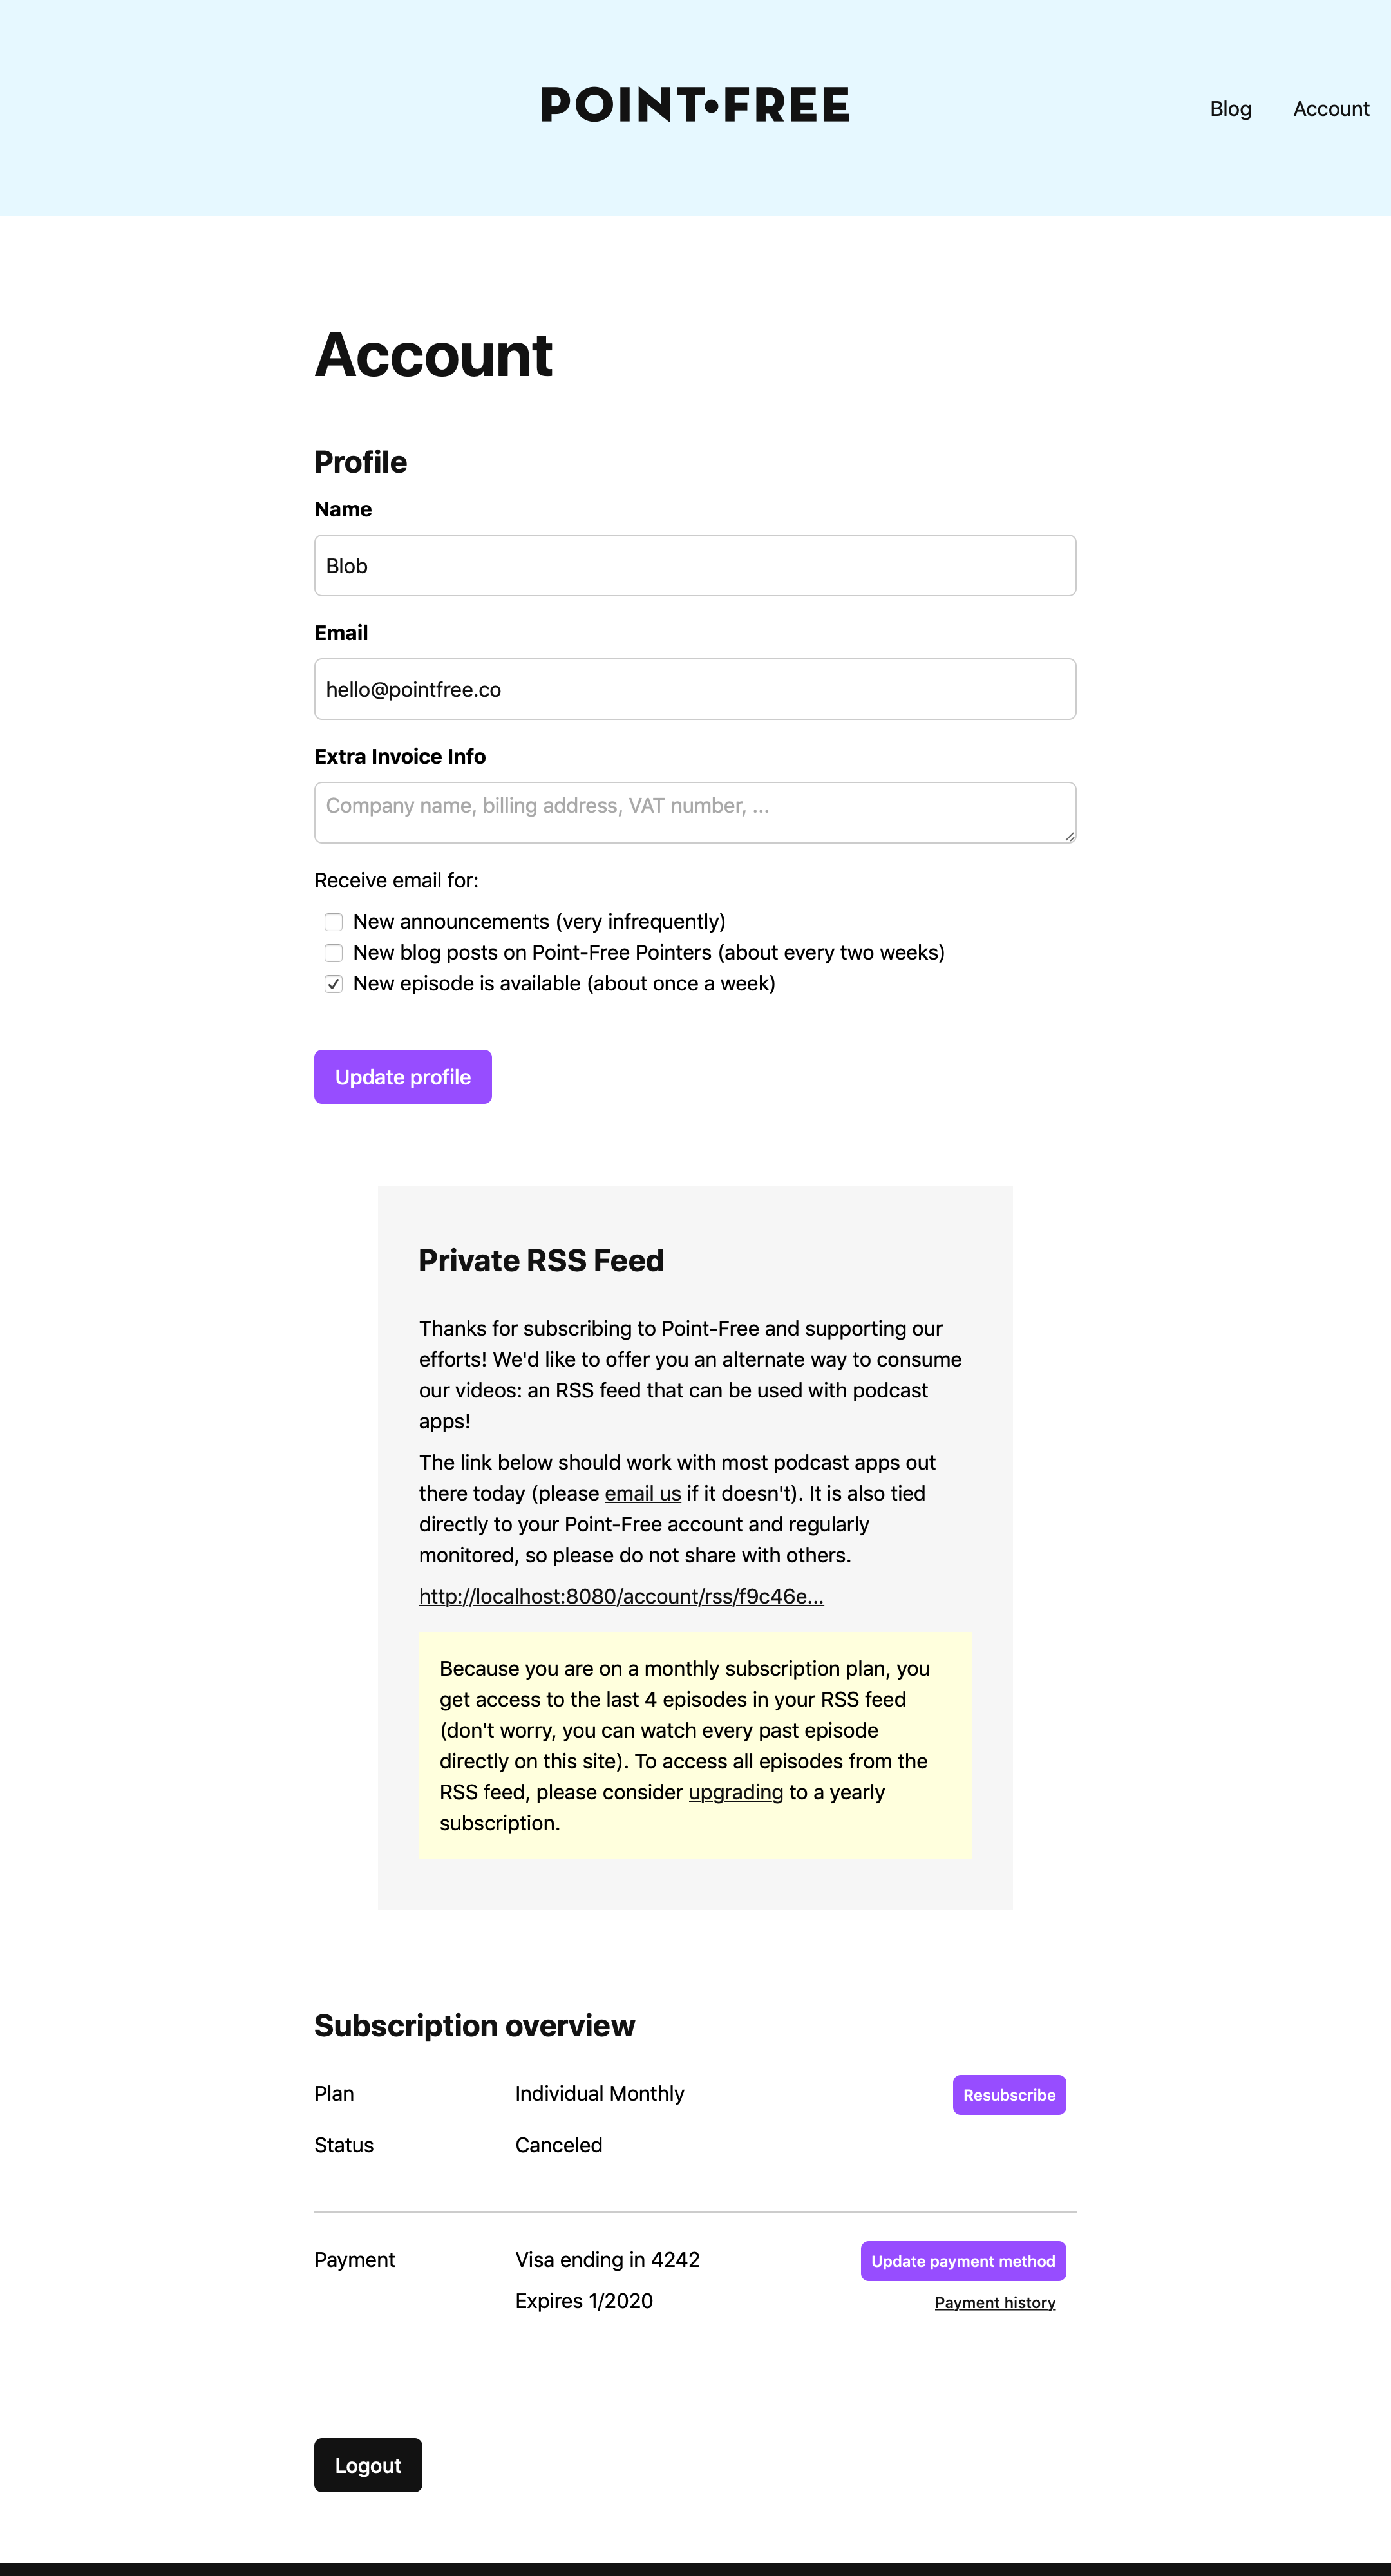 POINT•FREE
Blog
Account
Account
Profile
Name
Blob
Email
hello@pointfree.co
Extra Invoice Info
Company name, billing address, VAT number, ...
Receive email for:
New announcements (very infrequently)
New blog posts on Point-Free Pointers (about every two weeks)
New episode is available (about once a week)
Update profile
Private RSS Feed
Thanks for subscribing to Point-Free and supporting our
efforts! We'd like to offer you an alternate way to consume
our videos: an RSS feed that can be used with podcast
apps!
The link below should work with most podcast apps out
there today (please email us if it doesn't). It is also tied
directly to your Point-Free account and regularly
monitored, so please do not share with others.
http://localhost:8080/account/rss/f9c46e...
Because you are on a monthly subscription plan, you
get access to the last 4 episodes in your RSS feed
(don't worry, you can watch every past episode
directly on this site). To access all episodes from the
RSS feed, please consider upgrading to a yearly
subscription.
Subscription overview
Plan
Individual Monthly
Resubscribe
Status
Canceled
Payment
Visa ending in 4242
Update payment method
Expires 1/2020
Payment history
Logout